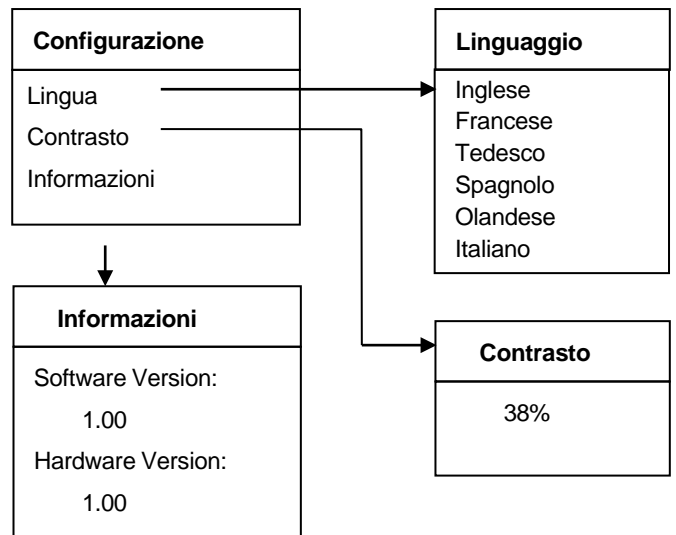 Configurazione
Lingua
Contrasto
Informazioni
Linguaggio
Inglese
Francese
Tedesco
Spagnolo
Olandese
Italiano
Informazioni
Software Version:
1.00
Hardware Version:
1.00
Contrasto
38%